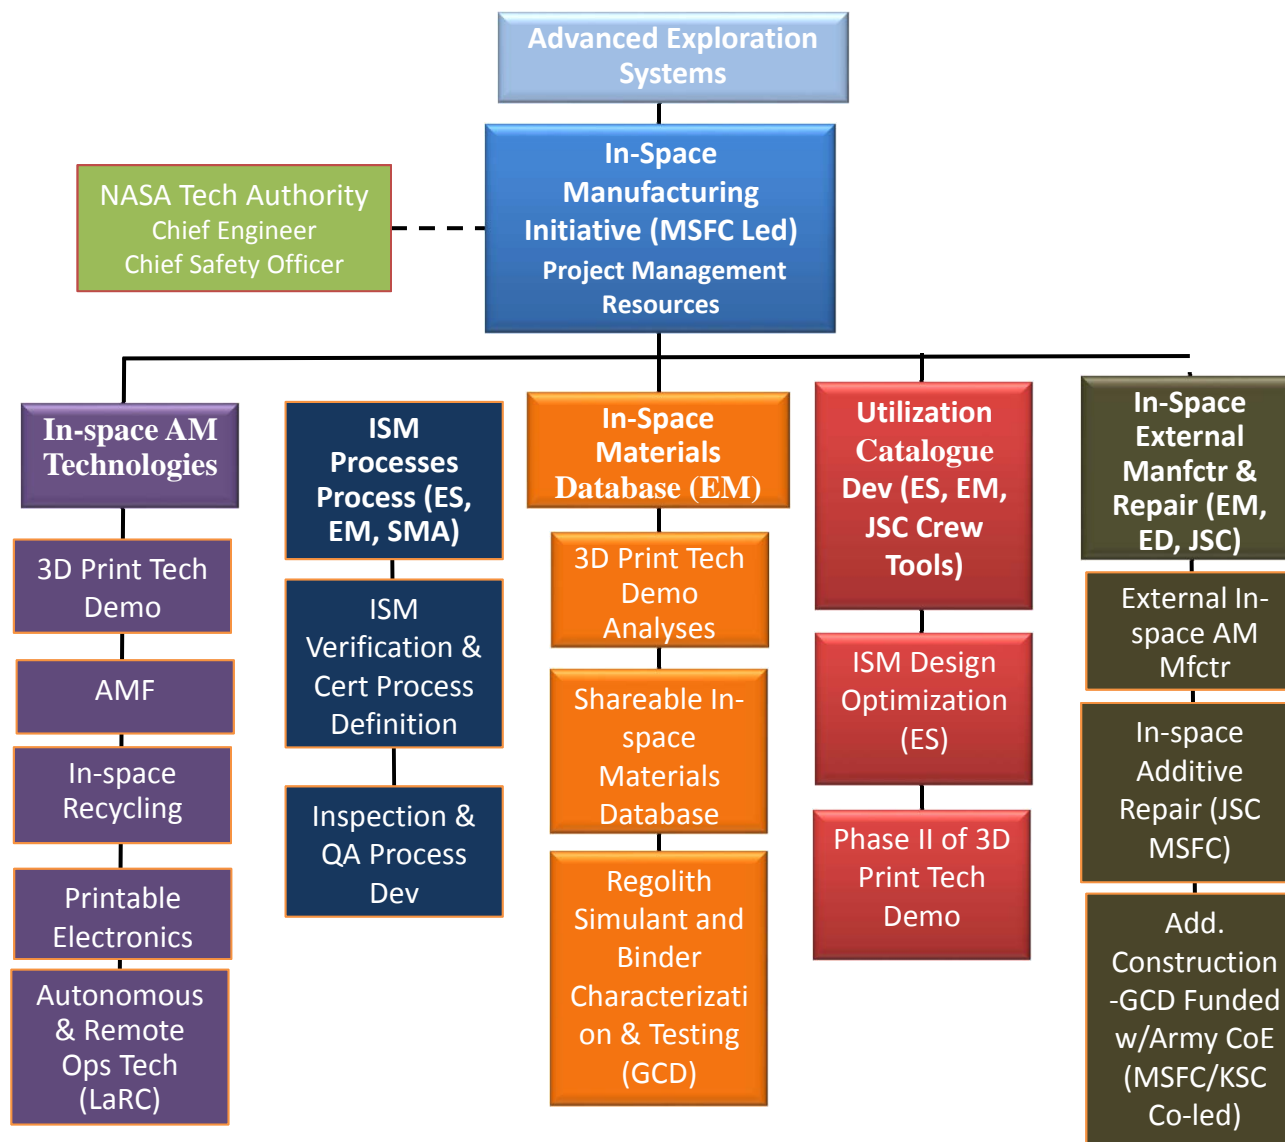 Advanced Exploration
Systems
In-Space
Manufacturing
Initiative (MSFC Led)
Project Management
Resources
NASA Tech Authority
Chief Engineer
Chief Safety Officer
In-space AM
Technologies
3D Print Tech
Demo
AMF
In-space
Recycling
Printable
Electronics
Autonomous
& Remote
Ops Tech
(LaRC)
ISM
Processes
Process (ES,
EM, SMA)
ISM
Verification &
Cert Process
Definition
Inspection &
QA Process
Dev
In-Space
Materials
Database (EM)
3D Print Tech
Demo
Analyses
Shareable In-
space
Materials
Database
Regolith
Simulant and
Binder
Characterizati
on & Testing
(GCD)
Utilization
Catalogue
Dev (ES, EM,
JSC Crew
Tools)
ISM Design
Optimization
(ES)
Phase II of 3D
Print Tech
Demo
In-Space
External
Manfctr &
Repair (EM,
ED, JSC)
External In-
space AM
Mfctr
In-space
Additive
Repair (JSC
MSFC)
Add.
Construction
-GCD Funded
w/Army CoE
(MSFC/KSC
Co-led)